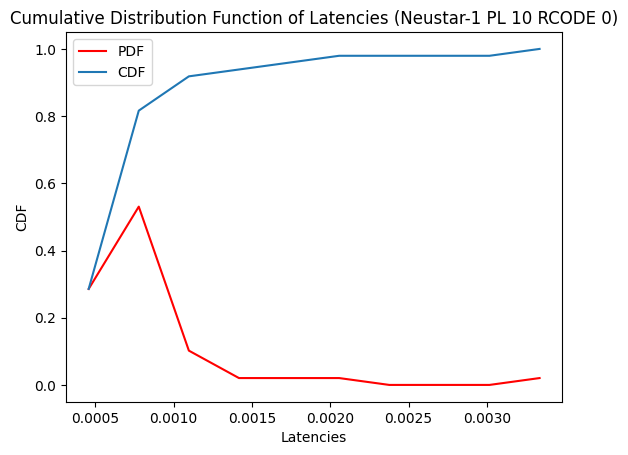 Cumulative Distribution Function of Latencies (Neustar-1 PL 10 RCODE 0)
PDF
CDF
1.0
0.8
0.6
0.4
0.2
0.0
CDF
0.0005
0.0010
0.0015
0.0020
0.0025
0.0030
Latencies